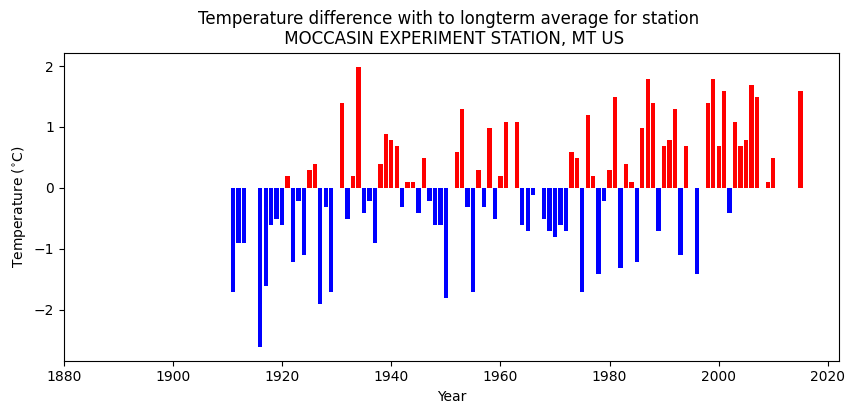 Temperature difference with to longterm average for station
MOCCASIN EXPERIMENT STATION, MT US
2
1
0
−1
−2
Temperature (°C)
1880 1900 1920 1940 1960 1980 2000 2020
Year